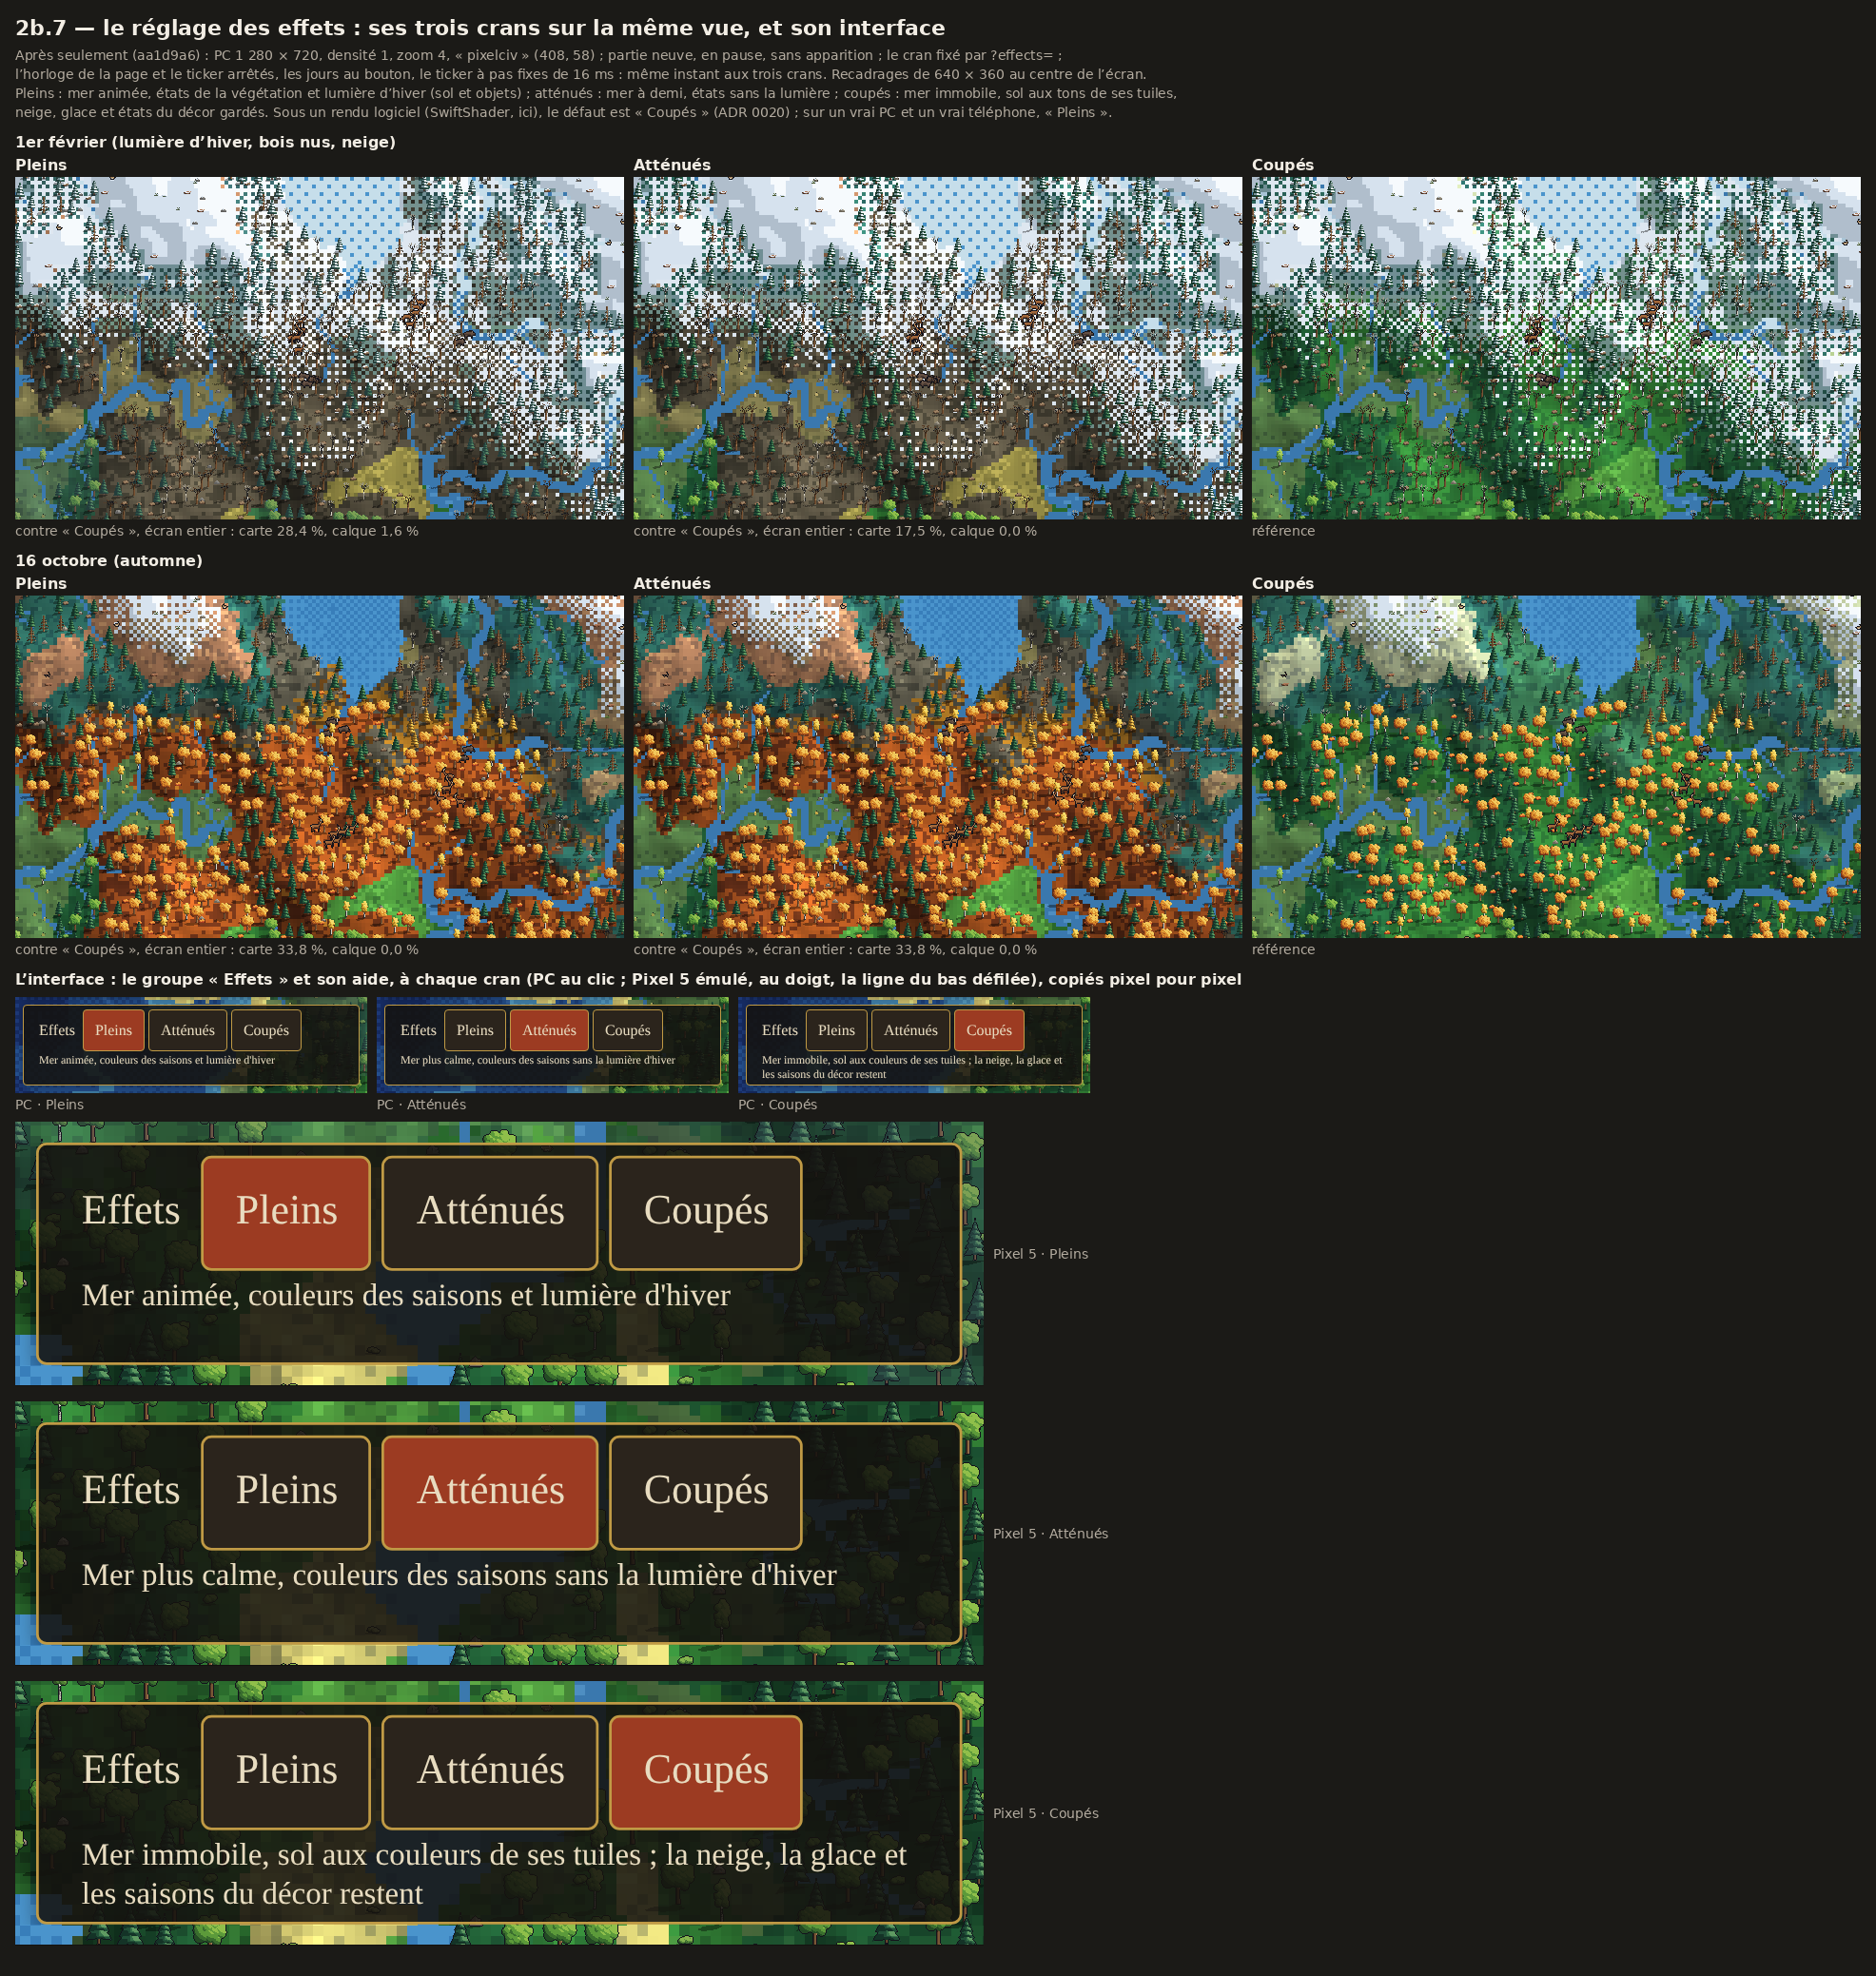 2b.7 — le réglage des effets : ses trois crans sur la même vue, et son interface
Après seulement (aa1d9a6) : PC 1 280 × 720, densité 1, zoom 4, « pixelciv » (408, 58) ; partie neuve, en pause, sans apparition ; le cran fixé par ?effects= ;
l’horloge de la page et le ticker arrêtés, les jours au bouton, le ticker à pas fixes de 16 ms : même instant aux trois crans. Recadrages de 640 × 360 au centre de l’écran.
Pleins : mer animée, états de la végétation et lumière d’hiver (sol et objets) ; atténués : mer à demi, états sans la lumière ; coupés : mer immobile, sol aux tons de ses tuiles,
neige, glace et états du décor gardés. Sous un rendu logiciel (SwiftShader, ici), le défaut est « Coupés » (ADR 0020) ; sur un vrai PC et un vrai téléphone, « Pleins ».
1er février (lumière d’hiver, bois nus, neige)
Pleins
Atténués
Coupés
contre « Coupés », écran entier : carte 28,4 %, calque 1,6 %
contre « Coupés », écran entier : carte 17,5 %, calque 0,0 %
référence
16 octobre (automne)
Pleins
Atténués
Coupés
contre « Coupés », écran entier : carte 33,8 %, calque 0,0 %
contre « Coupés », écran entier : carte 33,8 %, calque 0,0 %
référence
L’interface : le groupe « Effets » et son aide, à chaque cran (PC au clic ; Pixel 5 émulé, au doigt, la ligne du bas défilée), copiés pixel pour pixel
Effets Pleins Atténués Coupés
Mer animée, couleurs des saisons et lumière d'hiver
PC · Pleins
Effets Pleins Atténués Coupés
Mer plus calme, couleurs des saisons sans la lumière d'hiver
PC · Atténués
Effets Pleins Atténués Coupés
Mer immobile, sol aux couleurs de ses tuiles ; la neige, la glace et
les saisons du décor restent
PC · Coupés
Effets Pleins Atténués Coupés
Mer animée, couleurs des saisons et lumière d'hiver
Pixel 5 · Pleins
Effets Pleins Atténués Coupés
Mer plus calme, couleurs des saisons sans la lumière d'hiver
Pixel 5 · Atténués
Effets Pleins Atténués Coupés
Mer immobile, sol aux couleurs de ses tuiles ; la neige, la glace et
les saisons du décor restent
Pixel 5 · Coupés